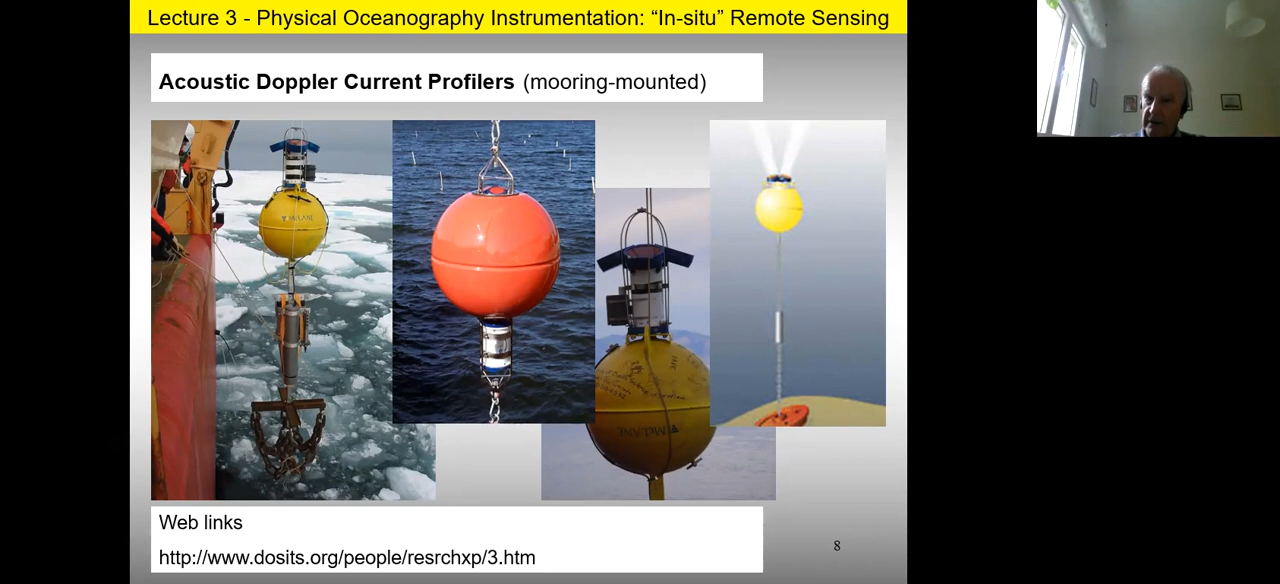 Lecture 3 - Physical Oceanography Instrumentation: “In-situ” Remote Sensing
Acoustic Doppler Current Profilers (mooring-mounted)
Web links
http://www.dosits.org/people/resrchxp/3.htm
8